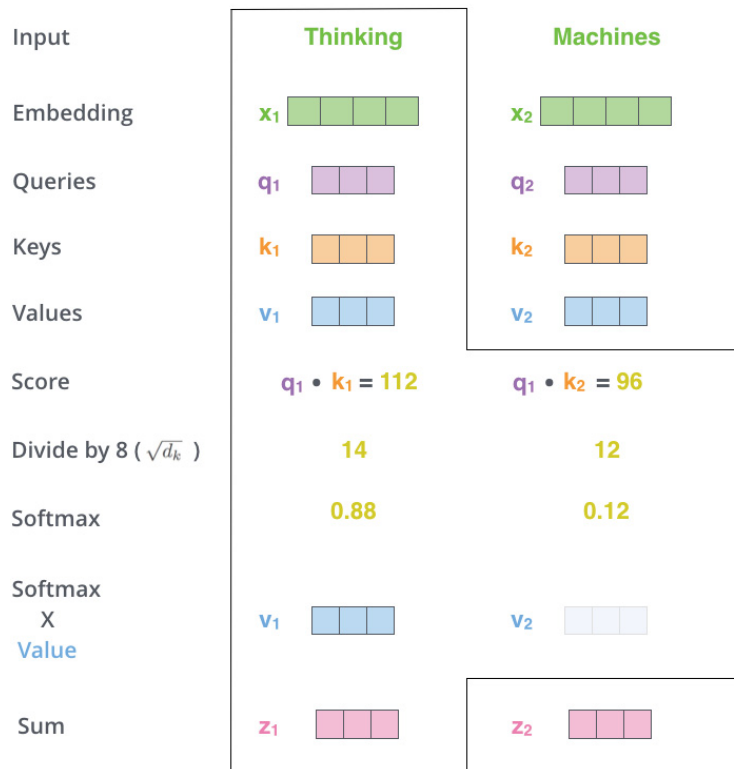 Input Thinking Machines
Embedding x₁ x₂
Queries q₁ q₂
Keys k₁ k₂
Values v₁ v₂
Score q₁ • k₁ = 112 q₁ • k₂ = 96
Divide by 8 ( √dₖ ) 14 12
Softmax 0.88 0.12
Softmax
X v₁ v₂
Value
Sum z₁ z₂